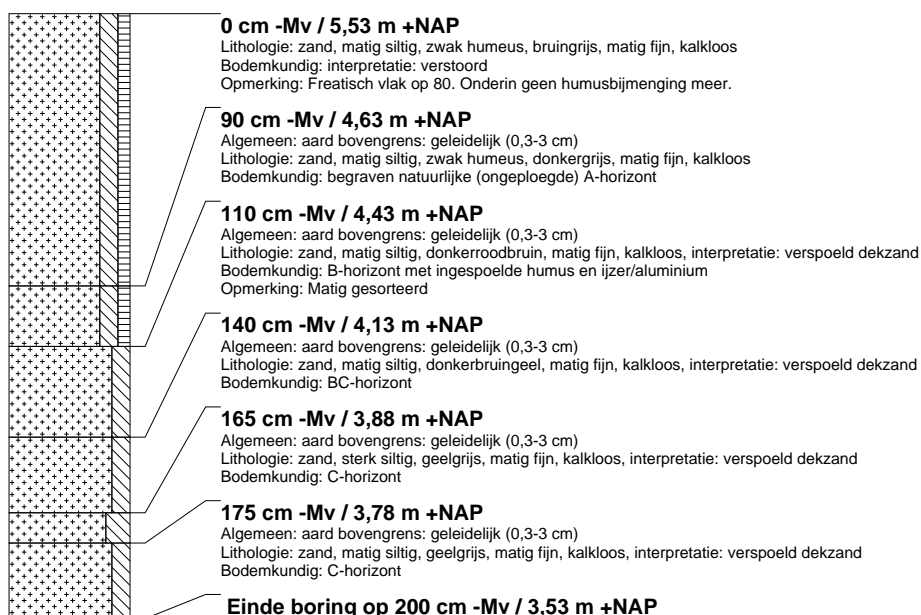 0 cm -Mv / 5,53 m +NAP
Lithologie: zand, matig siltig, zwak humeus, bruingrijs, matig fijn, kalkloos
Bodemkundig: interpretatie: verstoord
Opmerking: Freatisch vlak op 80. Onderin geen humusbijmenging meer.
90 cm -Mv / 4,63 m +NAP
Algemeen: aard bovengrens: geleidelijk (0,3-3 cm)
Lithologie: zand, matig siltig, zwak humeus, donkergrijs, matig fijn, kalkloos
Bodemkundig: begraven natuurlijke (ongeploegde) A-horizont
110 cm -Mv / 4,43 m +NAP
Algemeen: aard bovengrens: geleidelijk (0,3-3 cm)
Lithologie: zand, matig siltig, donkerroodbruin, matig fijn, kalkloos, interpretatie: verspoeld dekzand
Bodemkundig: B-horizont met ingespoelde humus en ijzer/aluminium
Opmerking: Matig gesorteerd
140 cm -Mv / 4,13 m +NAP
Algemeen: aard bovengrens: geleidelijk (0,3-3 cm)
Lithologie: zand, matig siltig, donkerbruingeel, matig fijn, kalkloos, interpretatie: verspoeld dekzand
Bodemkundig: BC-horizont
165 cm -Mv / 3,88 m +NAP
Algemeen: aard bovengrens: geleidelijk (0,3-3 cm)
Lithologie: zand, sterk siltig, geelgrijs, matig fijn, kalkloos, interpretatie: verspoeld dekzand
Bodemkundig: C-horizont
175 cm -Mv / 3,78 m +NAP
Algemeen: aard bovengrens: geleidelijk (0,3-3 cm)
Lithologie: zand, matig siltig, geelgrijs, matig fijn, kalkloos, interpretatie: verspoeld dekzand
Bodemkundig: C-horizont
Einde boring op 200 cm -Mv / 3,53 m +NAP